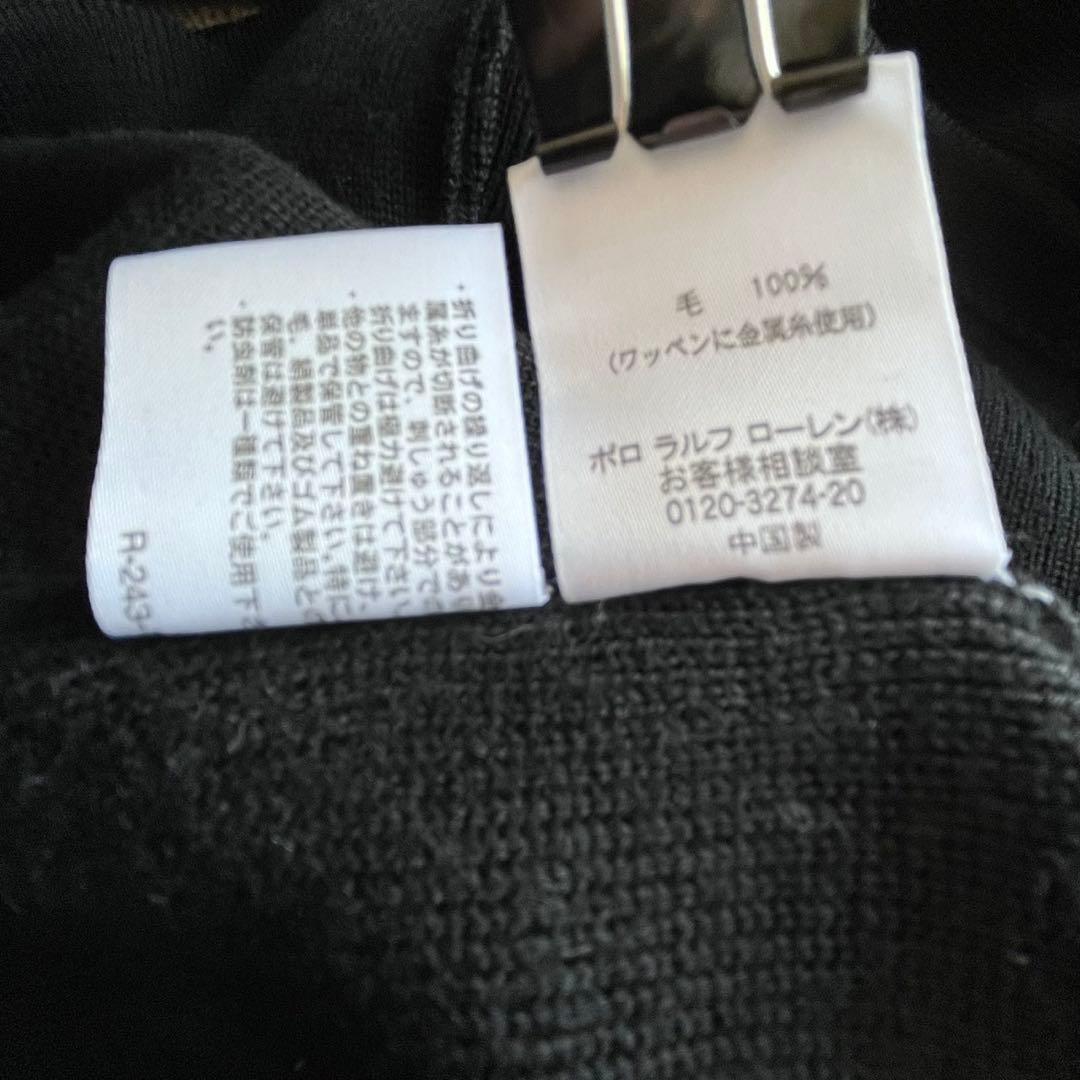 毛 100%
(ワッペンに金属糸使用)
ポロ ラルフ ローレン(株)
お客様相談室
0120-3274-20
中国製
・折り曲げの繰り返しにより金
属糸が切断されることがあり
ますので、刺しゅう部分での
折り曲げは極力避けて下さい
・他の物との重ね置きは避け、
単品で保管して下さい。特に
毛、絹製品及びゴム製品との
保管は避けて下さい。
・防虫剤は一種類でご使用下さ
い。
R-243-